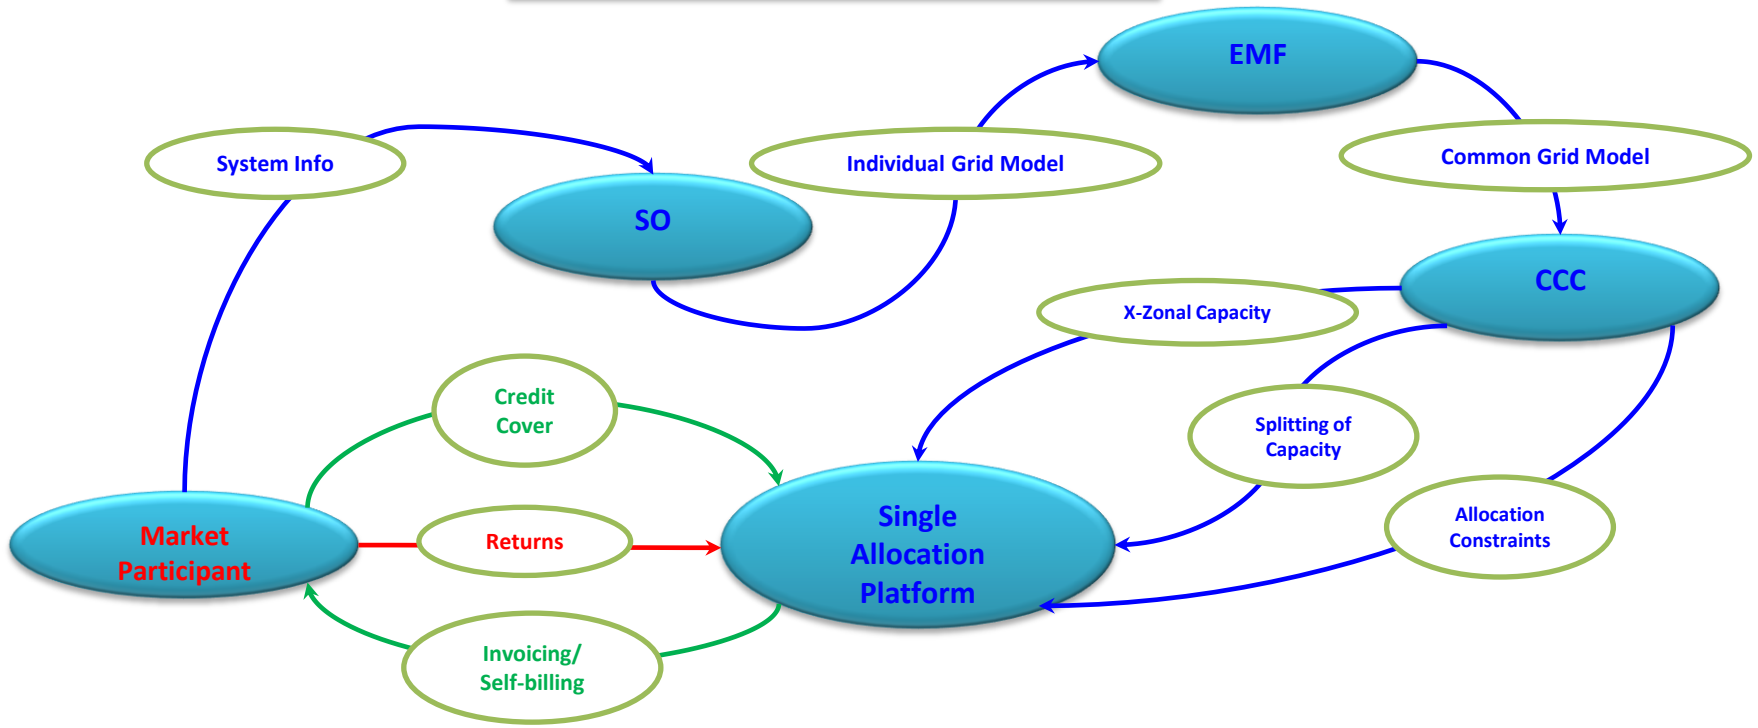 EMF
System Info
Individual Grid Model
Common Grid Model
SO
CCC
X-Zonal Capacity
Credit
Cover
Splitting of
Capacity
Single
Allocation
Platform
Allocation
Constraints
Market
Participant
Returns
Invoicing/
Self-billing